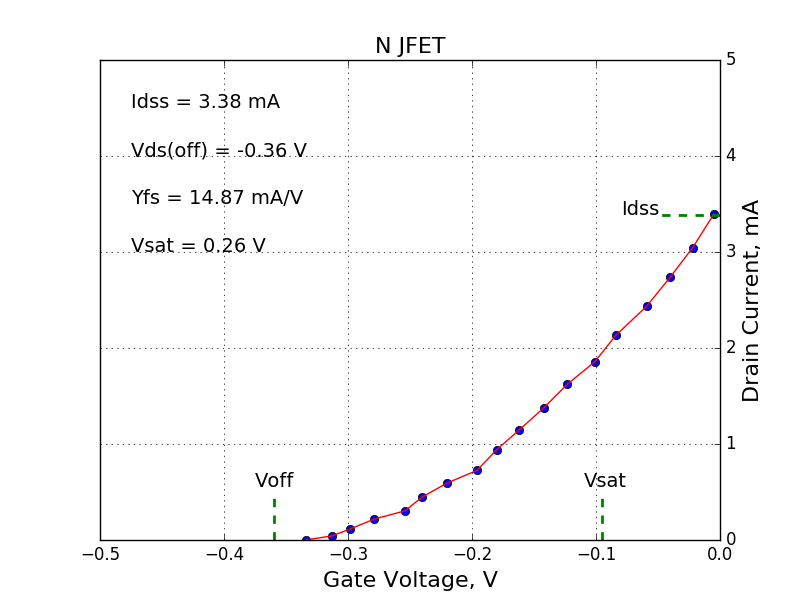 N JFET
Idss = 3.38 mA
Vds(off) = -0.36 V
Yfs = 14.87 mA/V
Vsat = 0.26 V
Idss
Voff
Vsat
5
4
3
2
1
0
−0.5
−0.4
−0.3
−0.2
−0.1
0.0
Gate Voltage, V
Drain Current, mA